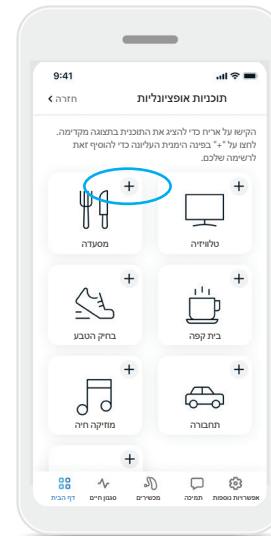 9:41
תוכניות אופציונליות
חזרה
הקישו על אריח כדי להציג את התוכנית בתצוגה מקדימה.
לחצו על "+" בפינה הימנית העליונה כדי להוסיף זאת
לרשימה שלכם.
טלוויזיה
מסעדה
בית קפה
בחיק הטבע
תחבורה
מוזיקה חיה
אפשרויות נוספות
תמיכה
מכשירים
סגנון חיים
דף הבית